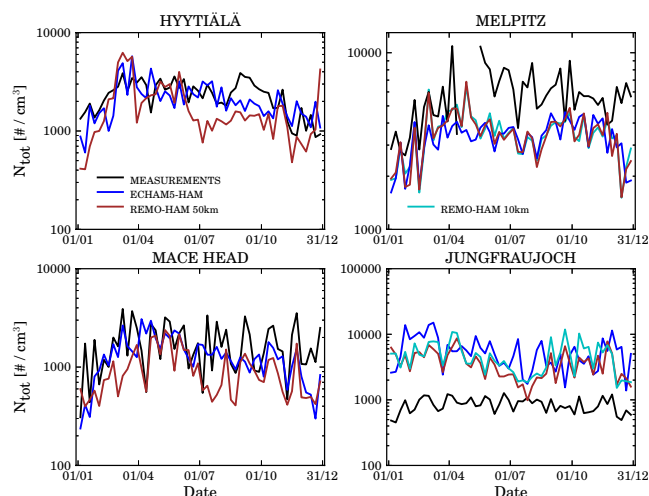 HYYTIÄLÄ MELPITZ
10000
1000
100
N_tot [# / cm³]
MEASUREMENTS
ECHAM5-HAM
REMO-HAM 50km
01/01 01/04 01/07 01/10 31/12
10000
1000
REMO-HAM 10km
01/01 01/04 01/07 01/10 31/12
MACE HEAD JUNGFRAUJOCH
10000
1000
100
N_tot [# / cm³]
01/01 01/04 01/07 01/10 31/12
Date
100000
10000
1000
100
01/01 01/04 01/07 01/10 31/12
Date